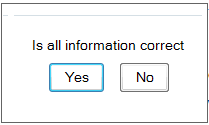 Is all information correct
Yes No